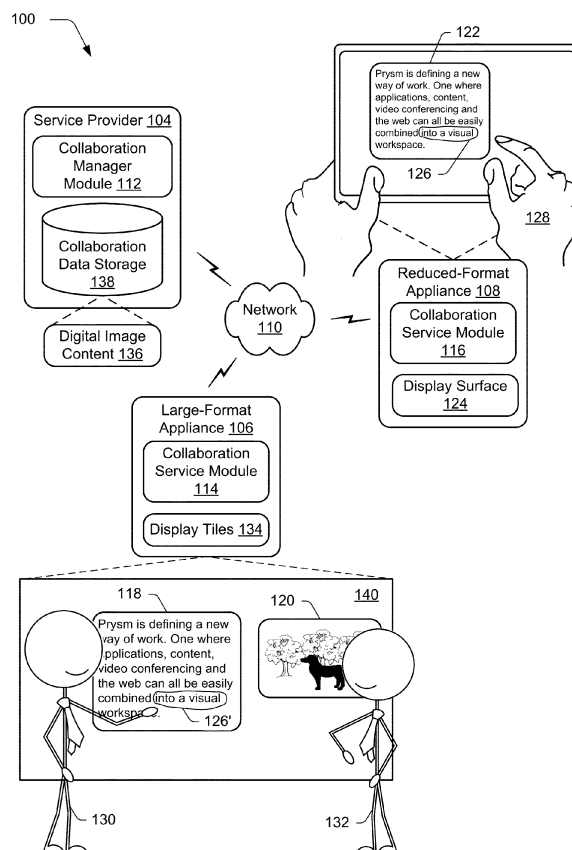 100
122
Prysm is defining a new
way of work. One where
applications, content,
video conferencing and
the web can all be easily
combined into a visual
workspace.
126
128
Service Provider 104
Collaboration
Manager
Module 112
Collaboration
Data Storage
138
Digital Image
Content 136
Network
110
Reduced-Format
Appliance 108
Collaboration
Service Module
116
Display Surface
124
Large-Format
Appliance 106
Collaboration
Service Module
114
Display Tiles 134
118
120
140
Prysm is defining a new
way of work. One where
applications, content,
video conferencing and
the web can all be easily
combined into a visual
workspace.
126'
130
132